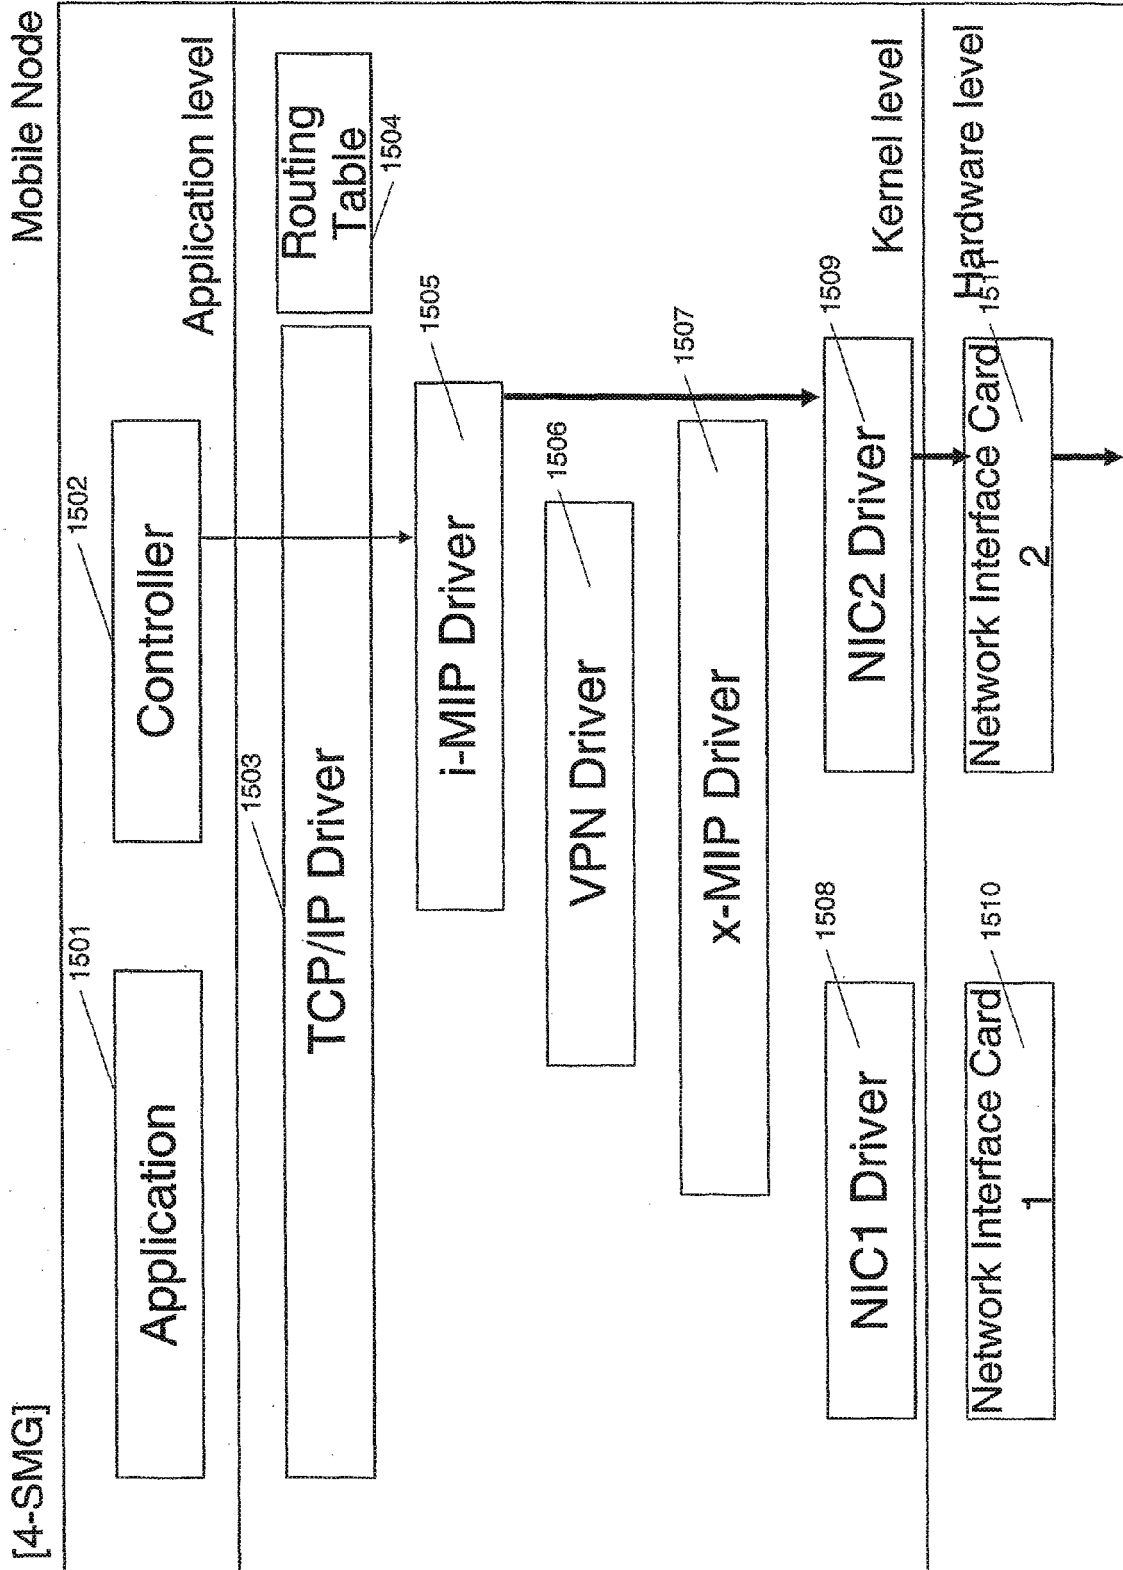 [4-SMG]
Mobile Node
1501
1502
Application
Controller
Application level
1503
TCP/IP Driver
Routing
Table
1504
1505
i-MIP Driver
1506
VPN Driver
1507
x-MIP Driver
1508
1509
NIC1 Driver
NIC2 Driver
Kernel level
Hardware level
1510
1511
Network Interface Card
1
Network Interface Card
2